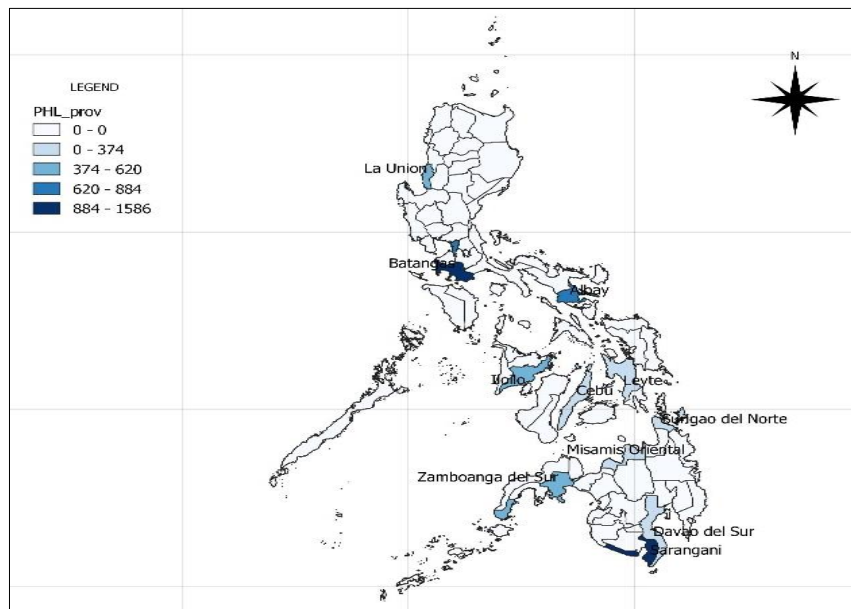 N
LEGEND
PHL_prov
0 - 0
0 - 374
374 - 620
620 - 884
884 - 1586
La Union
Batangas
Albay
Iloilo
Cebu
Leyte
Surigao del Norte
Misamis Oriental
Zamboanga del Sur
Davao del Sur
Sarangani